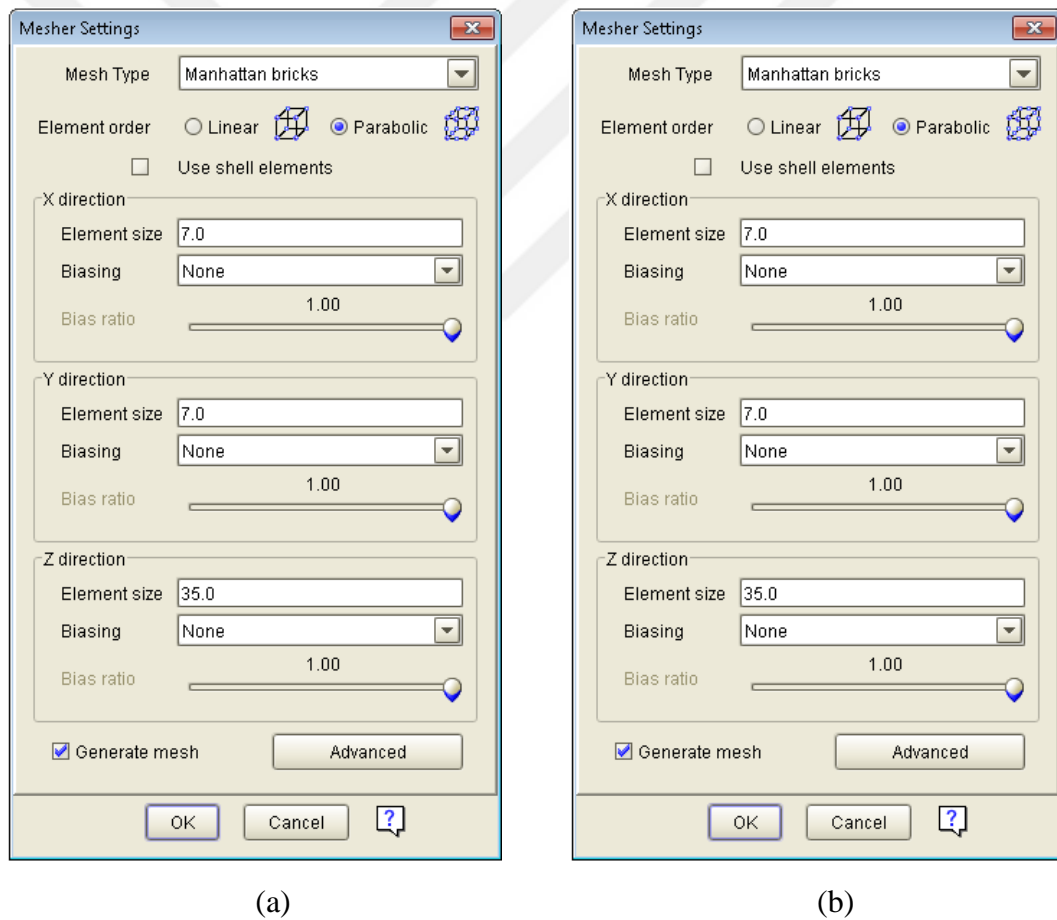 Mesher Settings
Mesh Type Manhattan bricks
Element order Linear Parabolic
Use shell elements
X direction
Element size 7.0
Biasing None
1.00
Bias ratio
Y direction
Element size 7.0
Biasing None
1.00
Bias ratio
Z direction
Element size 35.0
Biasing None
1.00
Bias ratio
Generate mesh Advanced
OK Cancel ?
(a)
Mesher Settings
Mesh Type Manhattan bricks
Element order Linear Parabolic
Use shell elements
X direction
Element size 7.0
Biasing None
1.00
Bias ratio
Y direction
Element size 7.0
Biasing None
1.00
Bias ratio
Z direction
Element size 35.0
Biasing None
1.00
Bias ratio
Generate mesh Advanced
OK Cancel ?
(b)